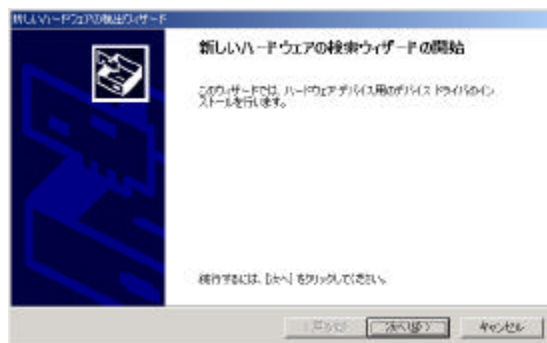 新しいハードウェアの検出ウィザード
新しいハードウェアの検索ウィザードの開始
このウィザードでは、ハードウェア デバイス用のデバイス ドライバのイン
ストールを行います。
続行するには、[次へ] をクリックしてください。
< 戻る(B) 次へ(N) > キャンセル